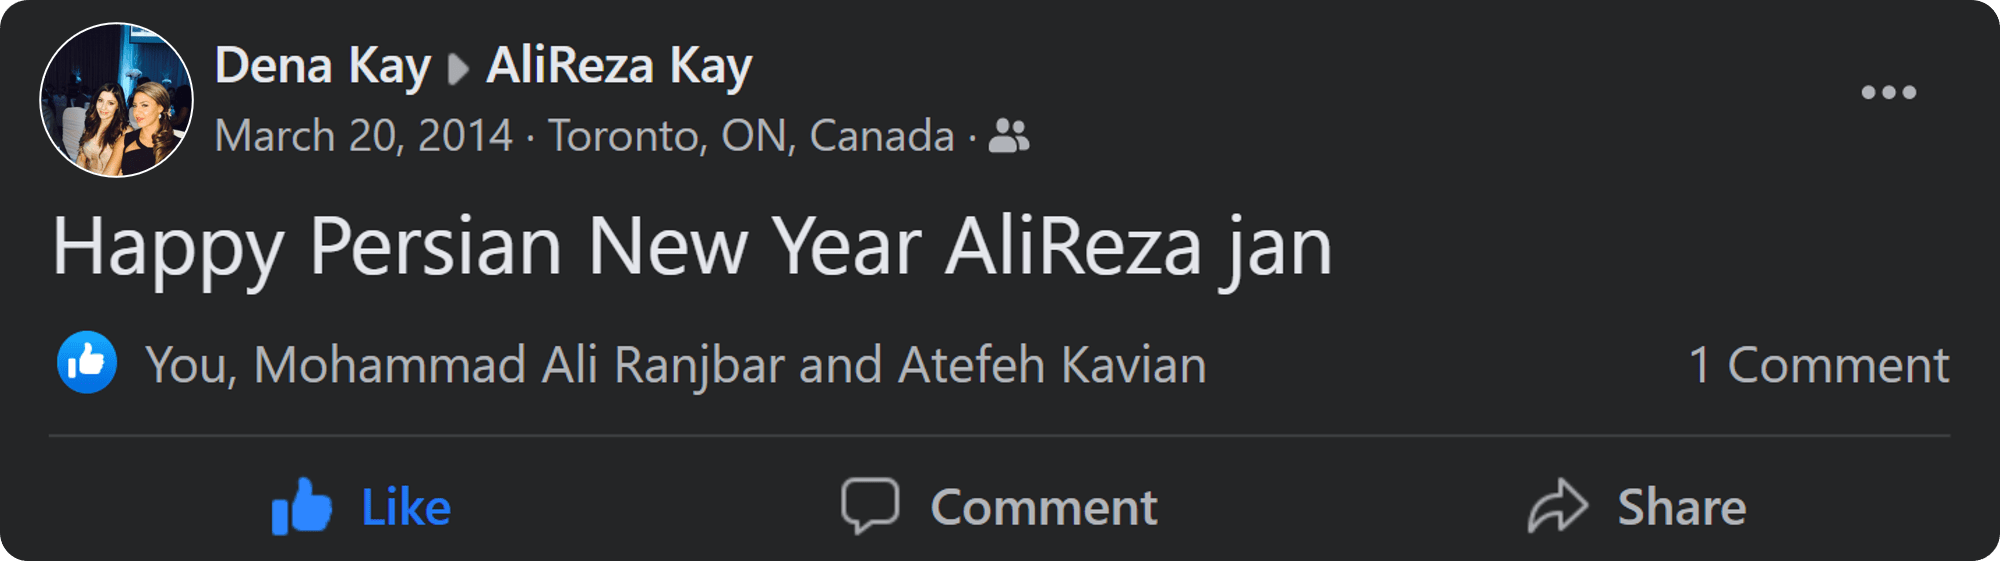 Dena Kay AliReza Kay
March 20, 2014 · Toronto, ON, Canada ·
Happy Persian New Year AliReza jan
You, Mohammad Ali Ranjbar and Atefeh Kavian 1 Comment
Like Comment Share